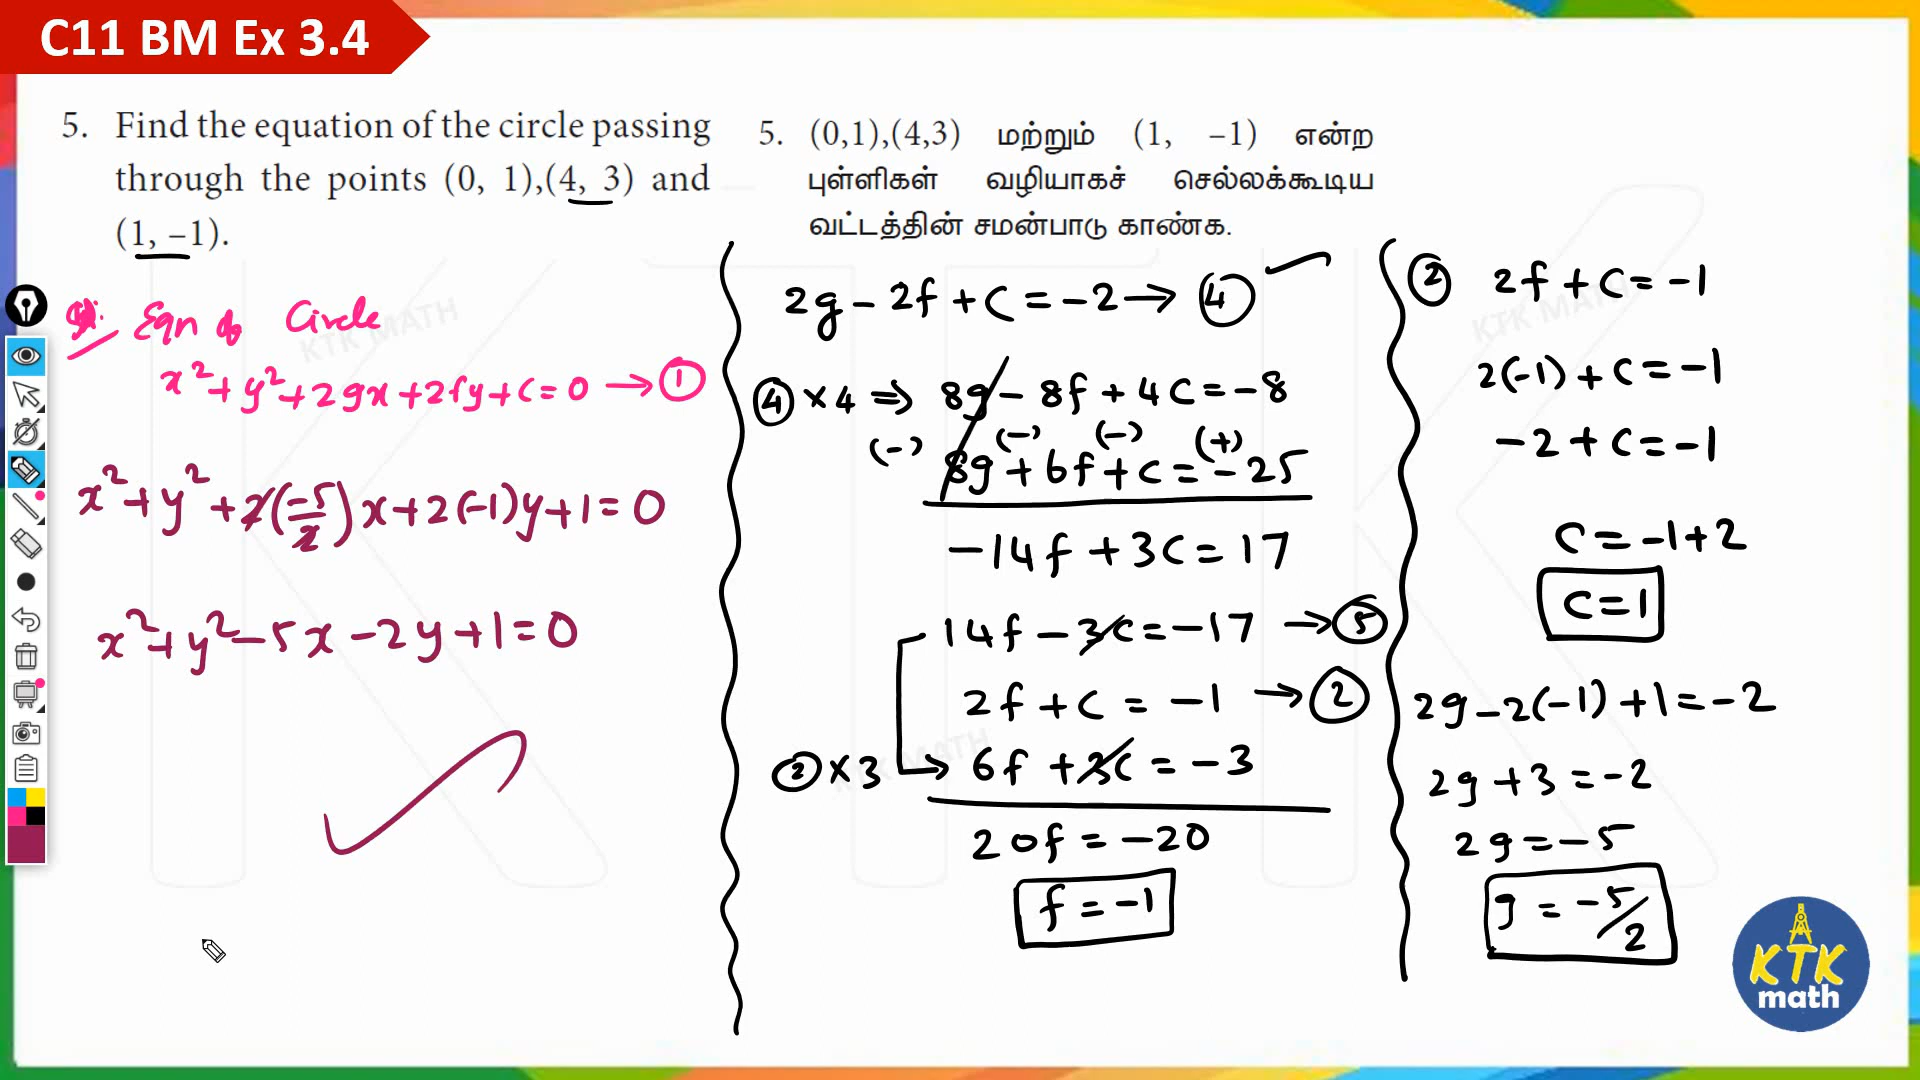 C11 BM Ex 3.4
5. Find the equation of the circle passing
through the points (0, 1),(4, 3) and
(1, –1).
5. (0,1),(4,3) மற்றும் (1, –1) என்ற
புள்ளிகள் வழியாகச் செல்லக்கூடிய
வட்டத்தின் சமன்பாடு காண்க.
Eqn of Circle
x² + y² + 2gx + 2fy + c = 0 → ①
x² + y² + 2(-5/2)x + 2(-1)y + 1 = 0
x² + y² - 5x - 2y + 1 = 0
2g - 2f + c = -2 → ④
④ × 4 ⇒ 8g - 8f + 4c = -8
(-) (-) (-) (+)
8g + 6f + c = -25
-14f + 3c = 17
14f - 3c = -17 → ⑤
2f + c = -1 → ②
② × 3 → 6f + 3c = -3
20f = -20
f = -1
② 2f + c = -1
2(-1) + c = -1
-2 + c = -1
c = -1+2
c = 1
2g - 2(-1) + 1 = -2
2g + 3 = -2
2g = -5
g = -5/2
KTK MATH
KTK MATH
KTK MATH
KTK
math